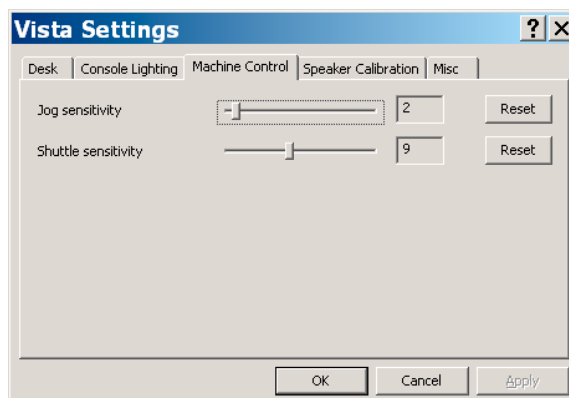 Vista Settings
Desk Console Lighting Machine Control Speaker Calibration Misc
Jog sensitivity 2 Reset
Shuttle sensitivity 9 Reset
OK Cancel Apply